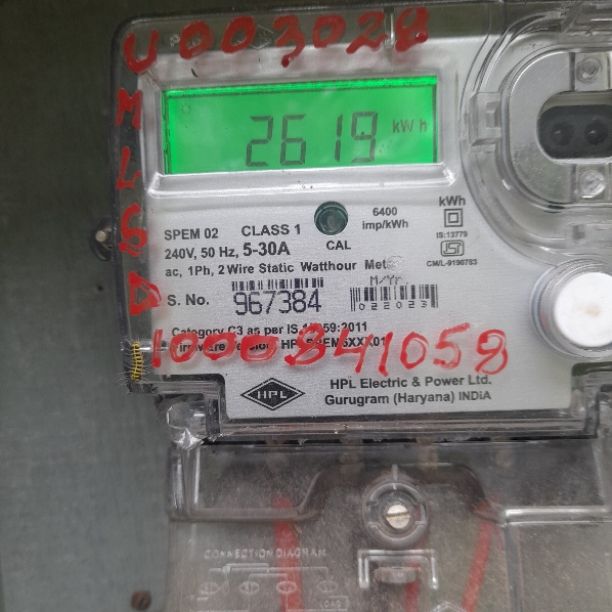 U003028
M
L
S
D
2619 kWh
SPEM 02 CLASS 1
240V, 50 Hz, 5-30A
ac, 1Ph, 2 Wire Static Watthour
6400
imp/kWh
CAL
kWh
IS:13779
CM/L-9190783
M/Yr
S. No. 967384
022023
Category C3 as per
:2011
1000841058
HPL
HPL Electric & Power Ltd.
Gurugram (Haryana) INDiA
CONNECTION DIAGRAM